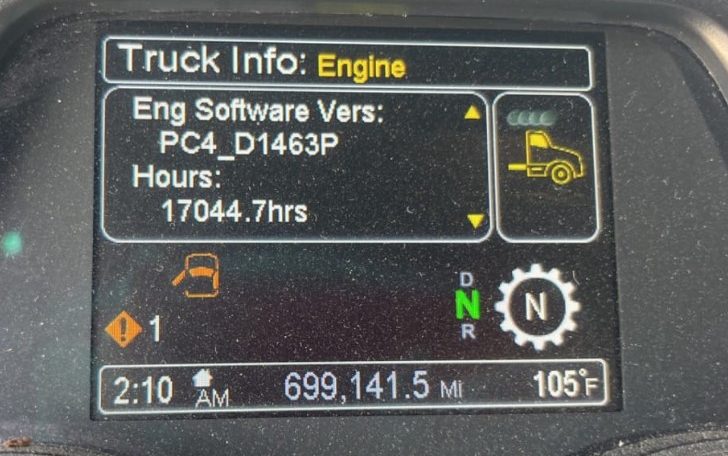 Truck Info: Engine
Eng Software Vers:
PC4_D1463P
Hours:
17044.7hrs
D
N
R
N
! 1
2:10 AM 699,141.5 Mi 105°F